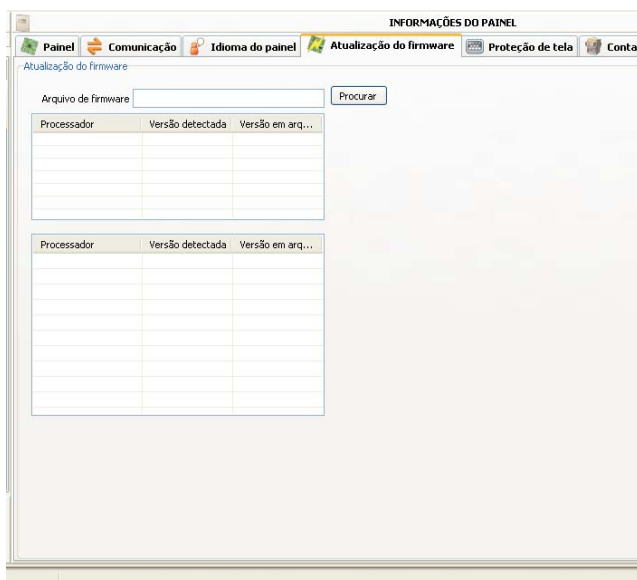 INFORMAÇÕES DO PAINEL
Painel Comunicação Idioma do painel Atualização do firmware Proteção de tela Conta
Atualização do firmware
Arquivo de firmware Procurar
Processador Versão detectada Versão em arq...
Processador Versão detectada Versão em arq...